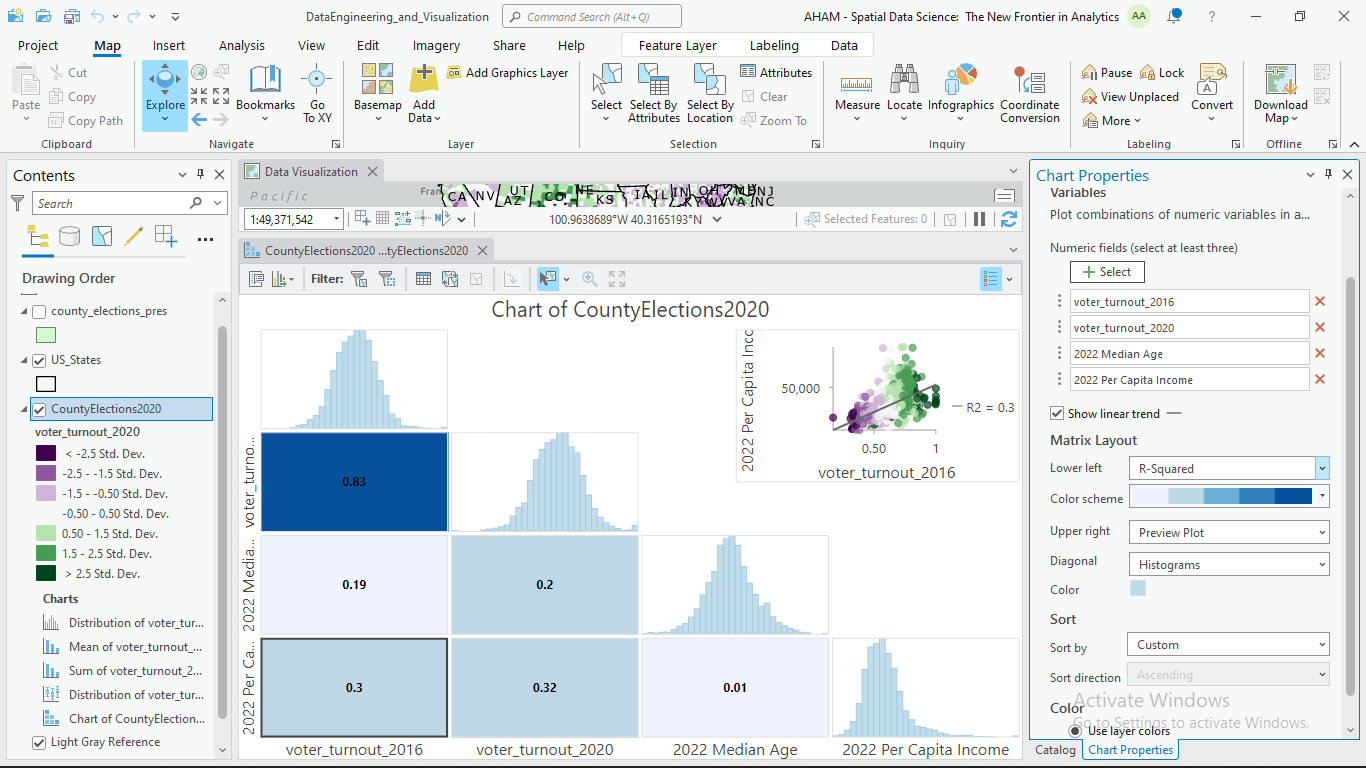 DataEngineering_and_Visualization
Command Search (Alt+Q)
AHAM - Spatial Data Science: The New Frontier in Analytics
AA
?
Project
Map
Insert
Analysis
View
Edit
Imagery
Share
Help
Feature Layer
Labeling
Data
Paste
Cut
Copy
Copy Path
Clipboard
Explore
Bookmarks
Go
To XY
Navigate
Basemap
Add
Data
Add Graphics Layer
Layer
Select
Select By
Attributes
Select By
Location
Attributes
Clear
Zoom To
Selection
Measure
Locate
Infographics
Coordinate
Conversion
Inquiry
Pause
Lock
View Unplaced
More
Convert
Labeling
Download
Map
Offline
Contents
Search
Drawing Order
county_elections_pres
US_States
CountyElections2020
voter_turnout_2020
< -2.5 Std. Dev.
-2.5 - -1.5 Std. Dev.
-1.5 - -0.50 Std. Dev.
-0.50 - 0.50 Std. Dev.
0.50 - 1.5 Std. Dev.
1.5 - 2.5 Std. Dev.
> 2.5 Std. Dev.
Charts
Distribution of voter_tur...
Mean of voter_turnout_...
Sum of voter_turnout_2...
Distribution of voter_tur...
Chart of CountyElection...
Light Gray Reference
Data Visualization
Pacific
Fran
CA NV UT CO NE
AZ KS IA IL IN
1:49,371,542
100.9638689°W 40.3165193°N
Selected Features: 0
CountyElections2020 ...tyElections2020
Filter:
Chart of CountyElections2020
2022 Per Capita Inco
50,000
0.50
1
R2 = 0.3
voter_turnout_2016
voter_turno...
0.83
2022 Media...
0.19
0.2
2022 Per Ca...
0.3
0.32
0.01
voter_turnout_2016
voter_turnout_2020
2022 Median Age
2022 Per Capita Income
Chart Properties
Variables
Plot combinations of numeric variables in a...
Numeric fields (select at least three)
Select
voter_turnout_2016
voter_turnout_2020
2022 Median Age
2022 Per Capita Income
Show linear trend
Matrix Layout
Lower left
R-Squared
Color scheme
Upper right
Preview Plot
Diagonal
Histograms
Color
Sort
Sort by
Custom
Sort direction
Ascending
Activate Windows
Color
Go to Settings to activate Windows.
Use layer colors
Catalog
Chart Properties